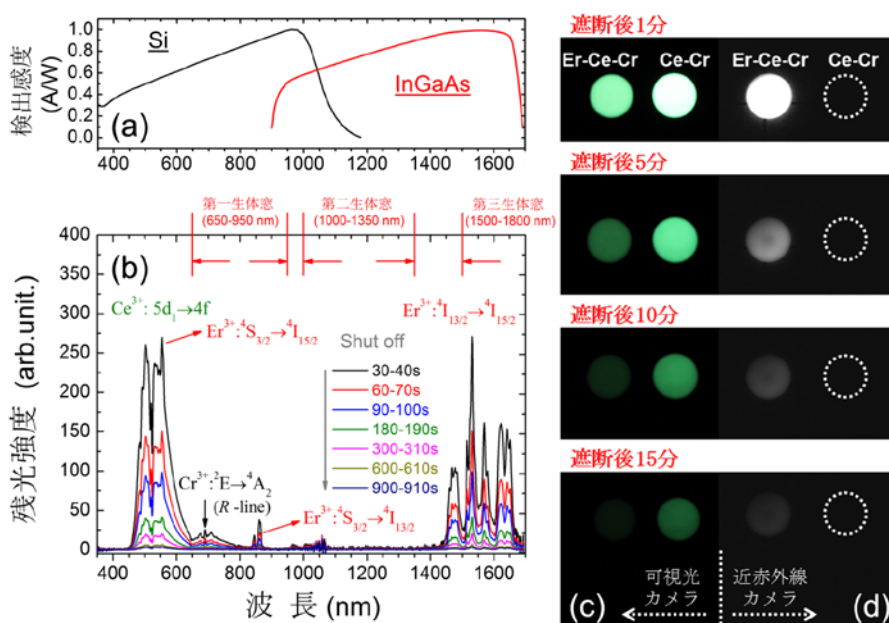 検出感度
(A/W)
1.0
0.8
0.6
0.4
0.2
0.0
Si
InGaAs
(a)
400 600 800 1000 1200 1400 1600
第一生体窓
(650-950 nm)
第二生体窓
(1000-1350 nm)
第三生体窓
(1500-1800 nm)
残光強度 (arb.unit.)
400
350
300
250
200
150
100
50
0
(b)
Ce³⁺: 5d₁→4f
Er³⁺:⁴S₃/₂→⁴I₁₅/₂
Er³⁺:⁴I₁₃/₂→⁴I₁₅/₂
Shut off
30-40s
60-70s
90-100s
180-190s
300-310s
600-610s
900-910s
Cr³⁺:²E→⁴A₂
(R -line)
Er³⁺:⁴S₃/₂→⁴I₁₃/₂
400 600 800 1000 1200 1400 1600
波 長 (nm)
遮断後1分
Er-Ce-Cr Ce-Cr Er-Ce-Cr Ce-Cr
遮断後5分
遮断後10分
遮断後15分
可視光
カメラ
近赤外線
カメラ
(c)
(d)